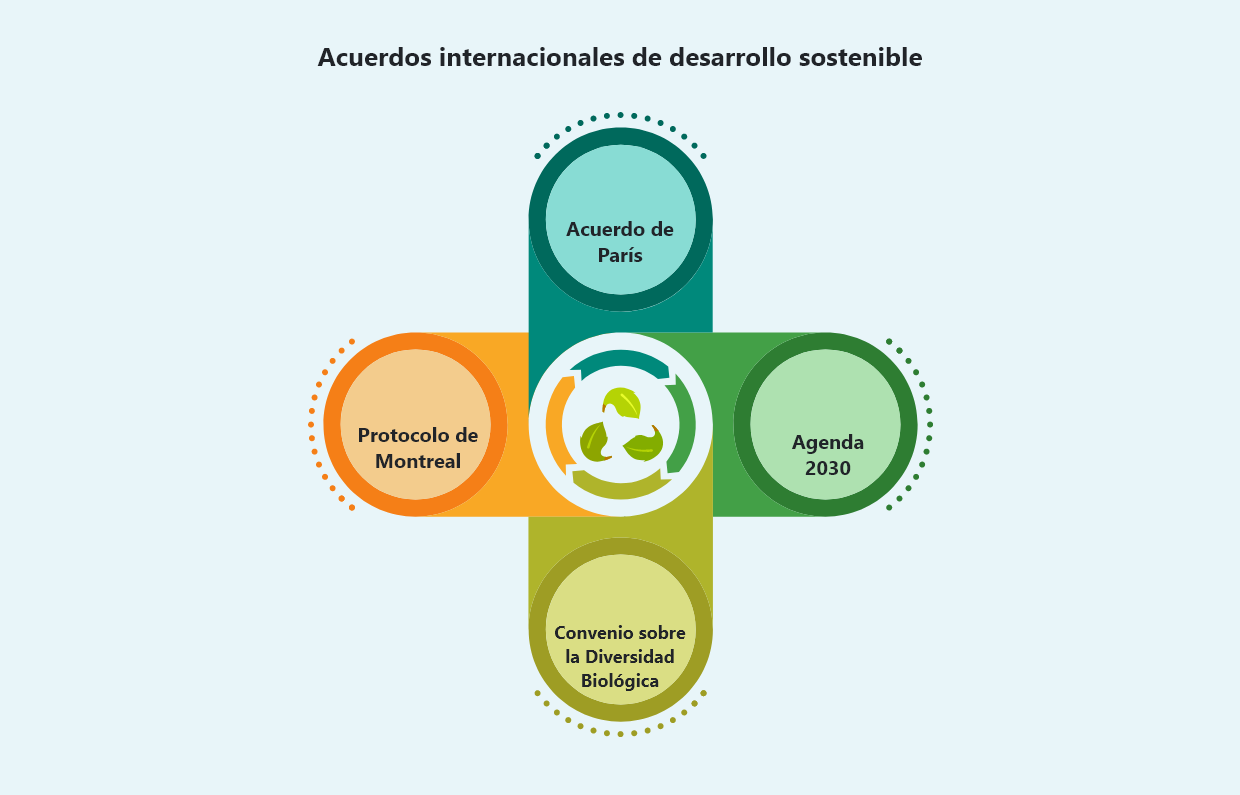 Acuerdos internacionales de desarrollo sostenible
Acuerdo de
París
Protocolo de
Montreal
Agenda
2030
Convenio sobre
la Diversidad
Biológica